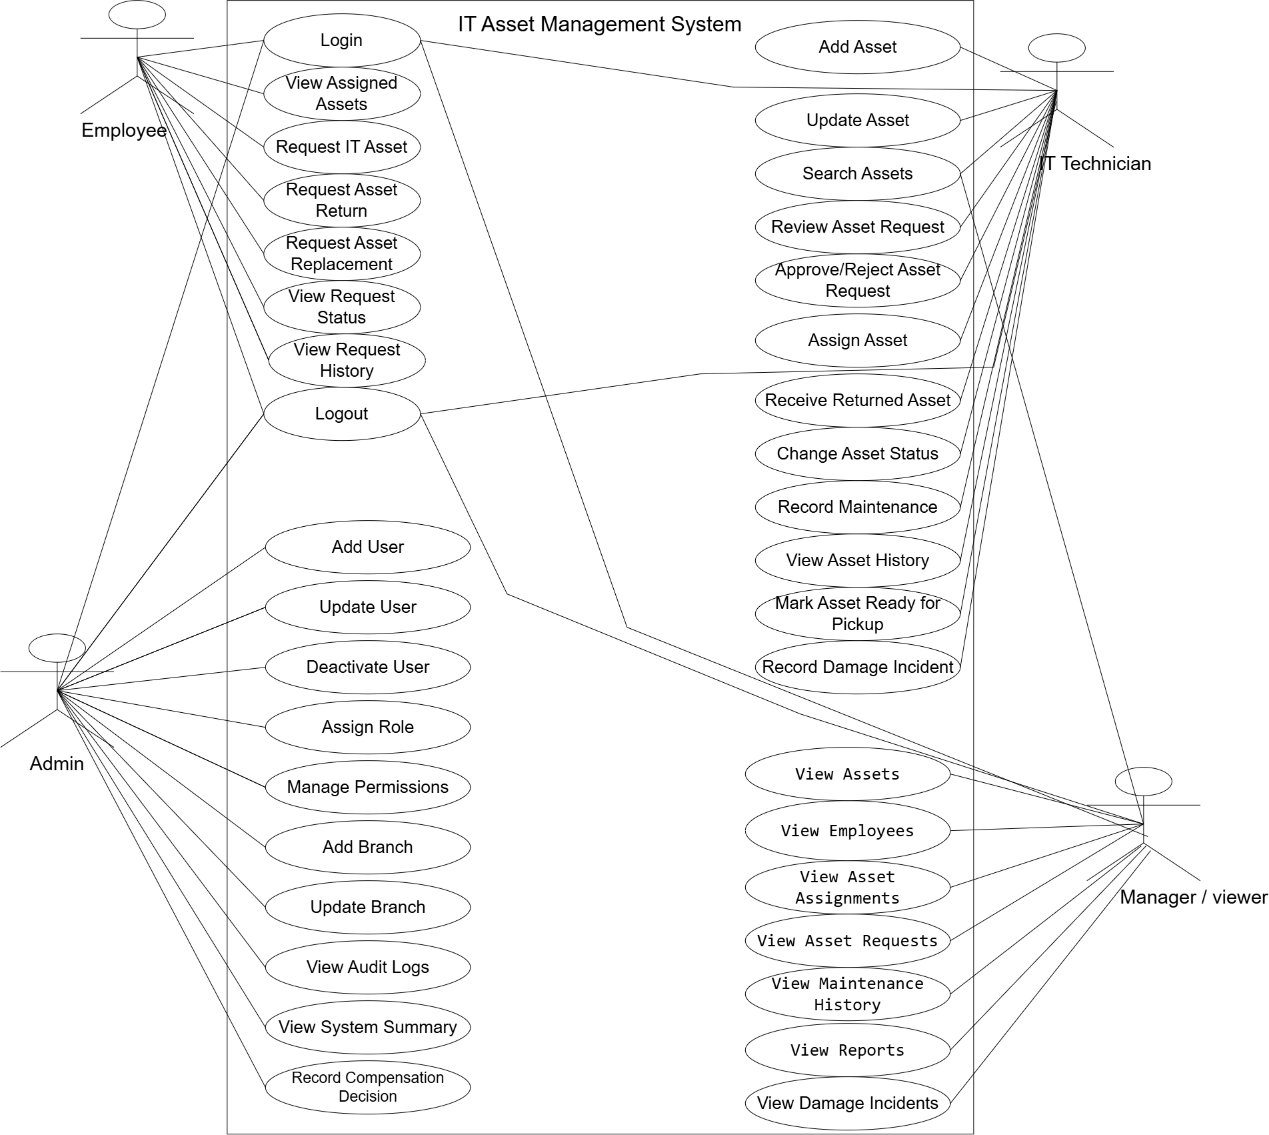 IT Asset Management System
Employee
Login
View Assigned
Assets
Request IT Asset
Request Asset
Return
Request Asset
Replacement
View Request
Status
View Request
History
Logout
Add Asset
Update Asset
Search Assets
Review Asset Request
Approve/Reject Asset
Request
Assign Asset
Receive Returned Asset
Change Asset Status
Record Maintenance
View Asset History
Mark Asset Ready for
Pickup
Record Damage Incident
IT Technician
Admin
Add User
Update User
Deactivate User
Assign Role
Manage Permissions
Add Branch
Update Branch
View Audit Logs
View System Summary
Record Compensation
Decision
View Assets
View Employees
View Asset
Assignments
View Asset Requests
View Maintenance
History
View Reports
View Damage Incidents
Manager / viewer